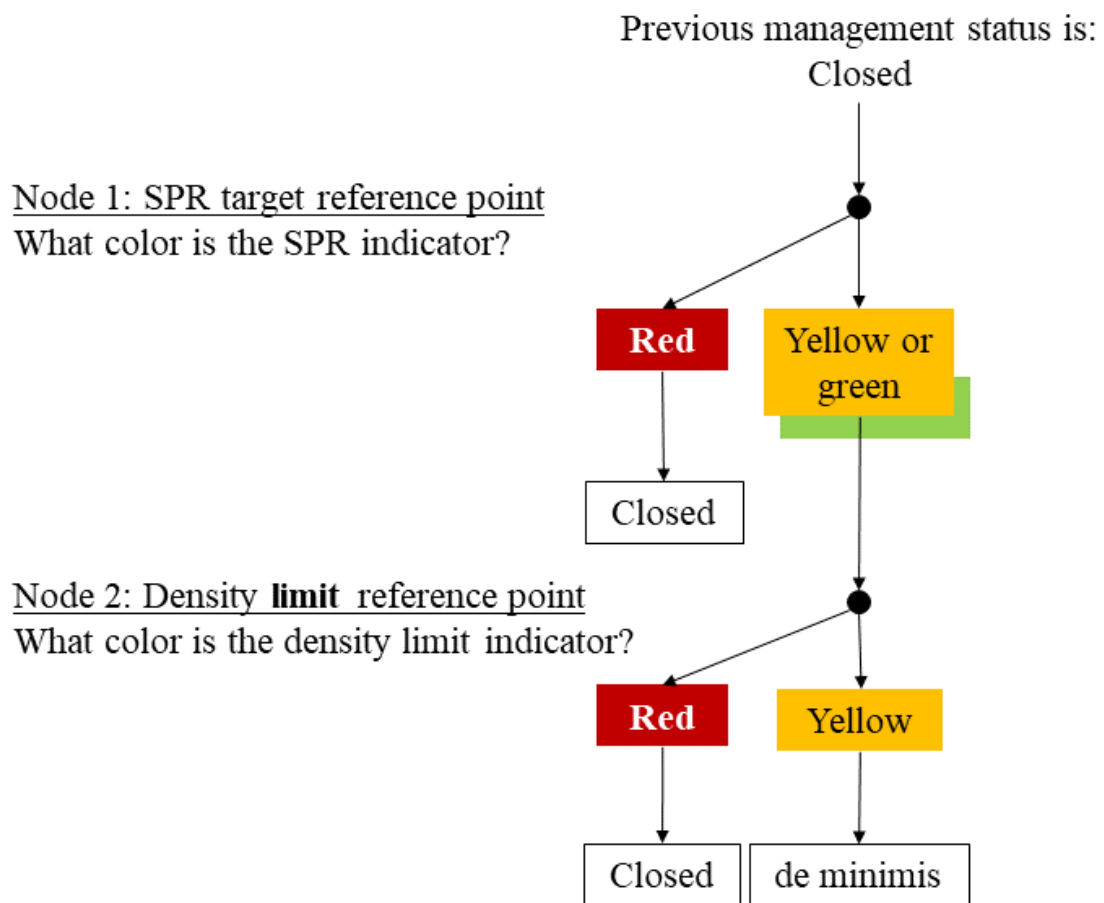 Previous management status is:
Closed
Node 1: SPR target reference point
What color is the SPR indicator?
Red
Yellow or
green
Closed
Node 2: Density limit reference point
What color is the density limit indicator?
Red
Yellow
Closed
de minimis